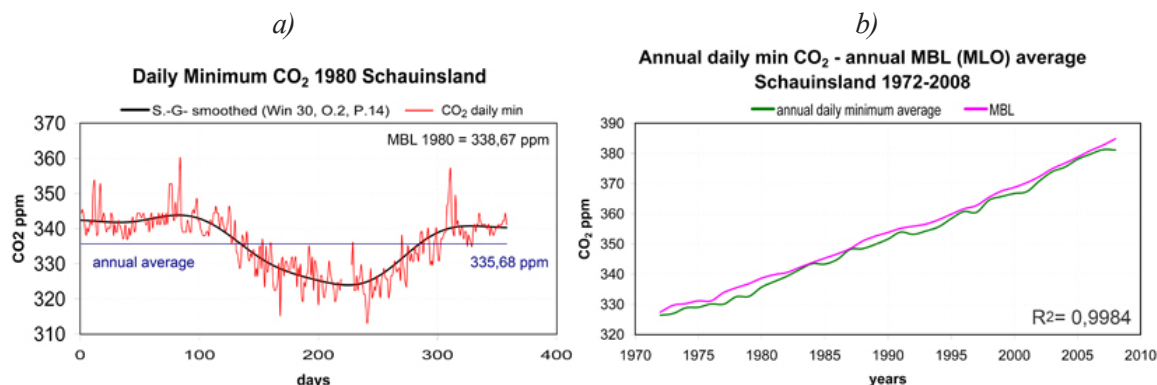 a)
Daily Minimum CO₂ 1980 Schauinsland
S.-G- smoothed (Win 30, O.2, P.14) CO₂ daily min
MBL 1980 = 338,67 ppm
370
360
350
340
330
320
310
CO2 ppm
annual average
335,68 ppm
0 100 200 300 400
days
b)
Annual daily min CO₂ - annual MBL (MLO) average
Schauinsland 1972-2008
annual daily minimum average MBL
390
380
370
360
350
340
330
320
CO₂ ppm
R2= 0,9984
1970 1975 1980 1985 1990 1995 2000 2005 2010
years